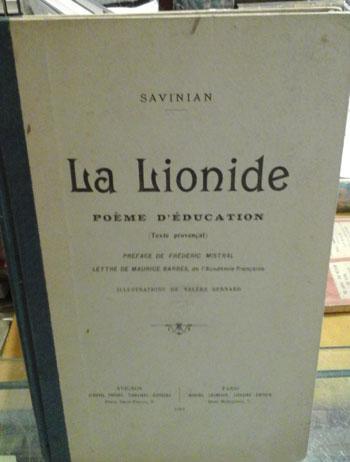 SAVINIAN
La Lionide
POÈME D'ÉDUCATION
(Texte provençal)
PRÉFACE DE FRÉDÉRIC MISTRAL
LETTRE DE MAURICE BARRÈS, de l'Académie Française
ILLUSTRATIONS DE VALÈRE BERNARD
AVIGNON
PARIS